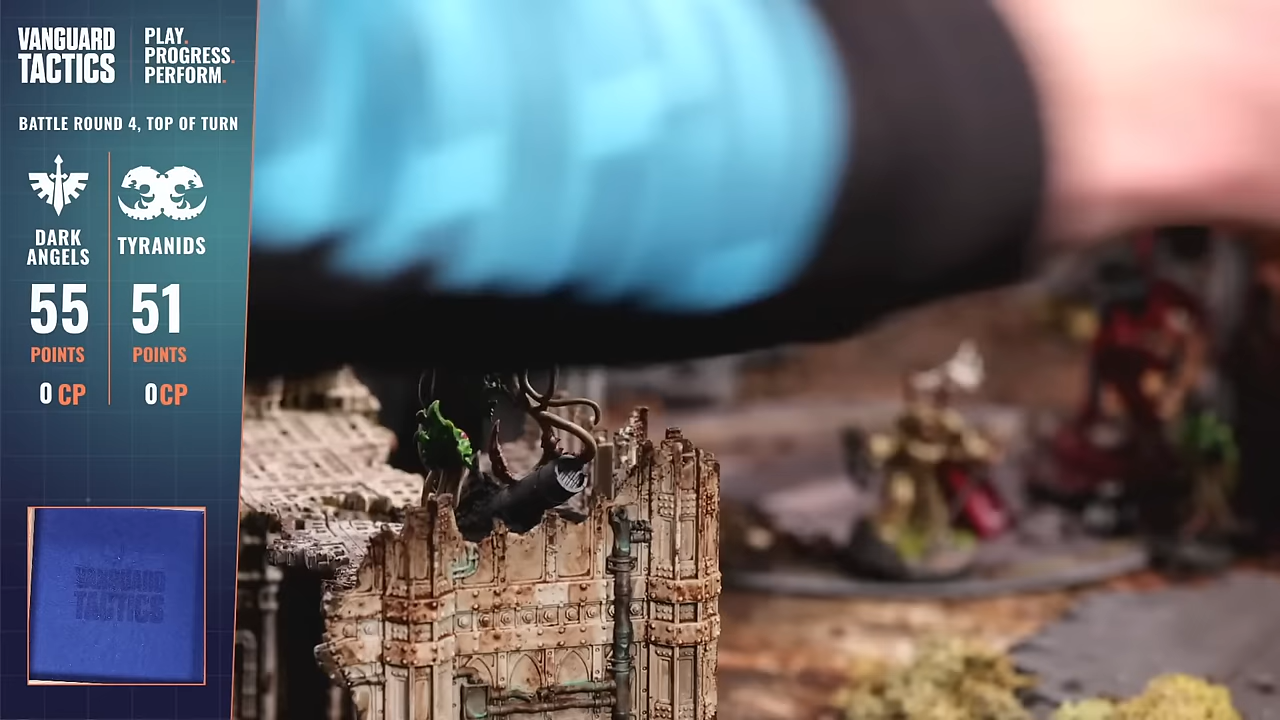 VANGUARD
TACTICS
PLAY.
PROGRESS.
PERFORM.
BATTLE ROUND 4, TOP OF TURN
DARK
ANGELS
TYRANIDS
55
51
POINTS
POINTS
0 CP
0 CP
VANGUARD
TACTICS